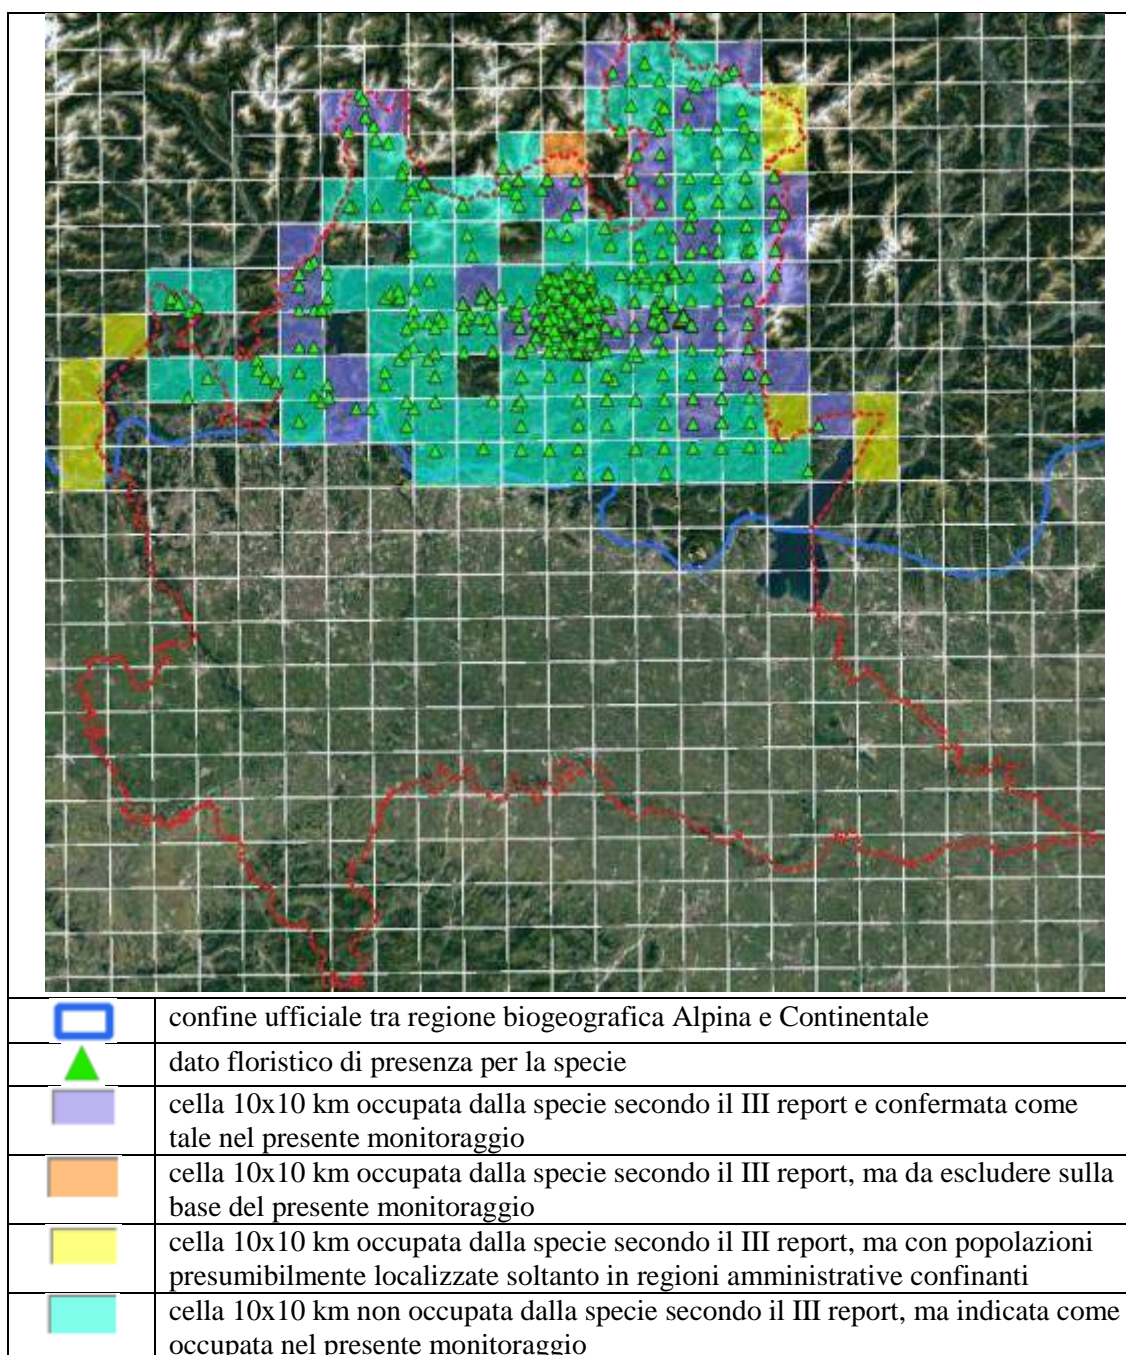 confine ufficiale tra regione biogeografica Alpina e Continentale
dato floristico di presenza per la specie
cella 10x10 km occupata dalla specie secondo il III report e confermata come
tale nel presente monitoraggio
cella 10x10 km occupata dalla specie secondo il III report, ma da escludere sulla
base del presente monitoraggio
cella 10x10 km occupata dalla specie secondo il III report, ma con popolazioni
presumibilmente localizzate soltanto in regioni amministrative confinanti
cella 10x10 km non occupata dalla specie secondo il III report, ma indicata come
occupata nel presente monitoraggio